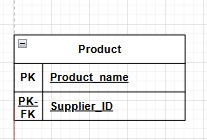 Product
PK Product_name
PK-
FK Supplier_ID